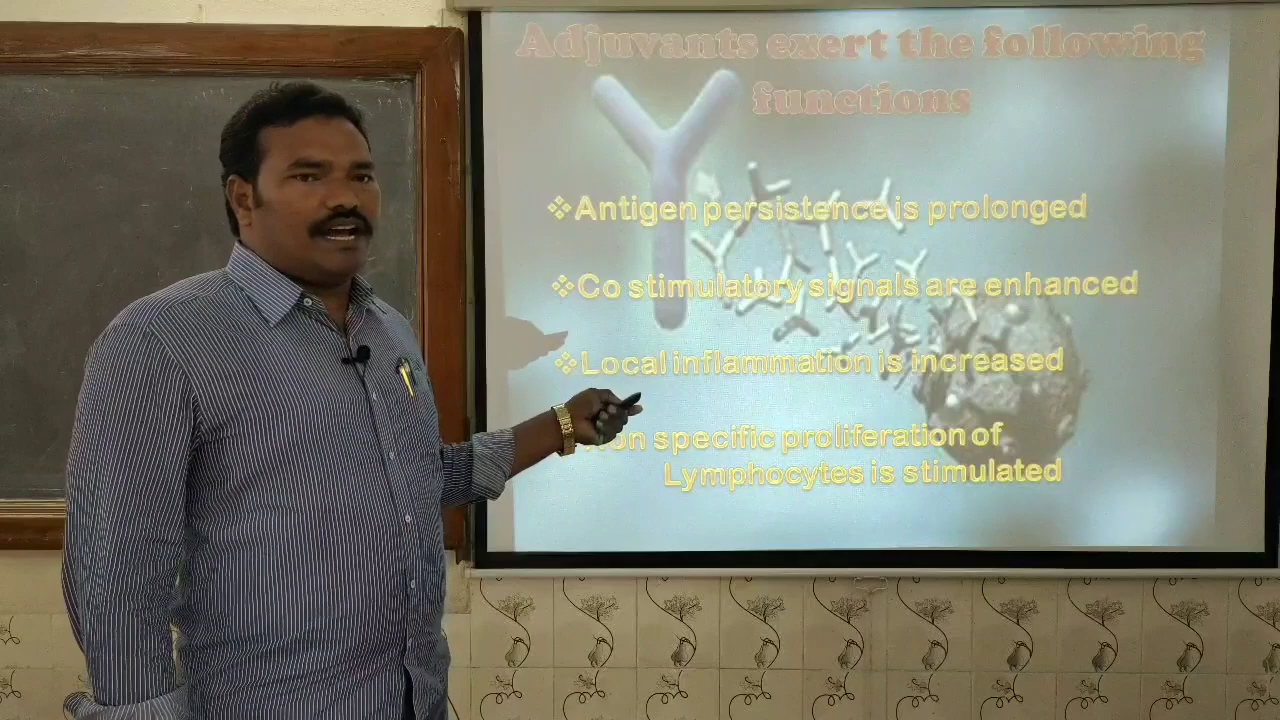 Adjuvants exert the following
functions
❖Antigen persistence is prolonged
❖Co stimulatory signals are enhanced
❖Local inflammation is increased
specific proliferation of
Lymphocytes is stimulated